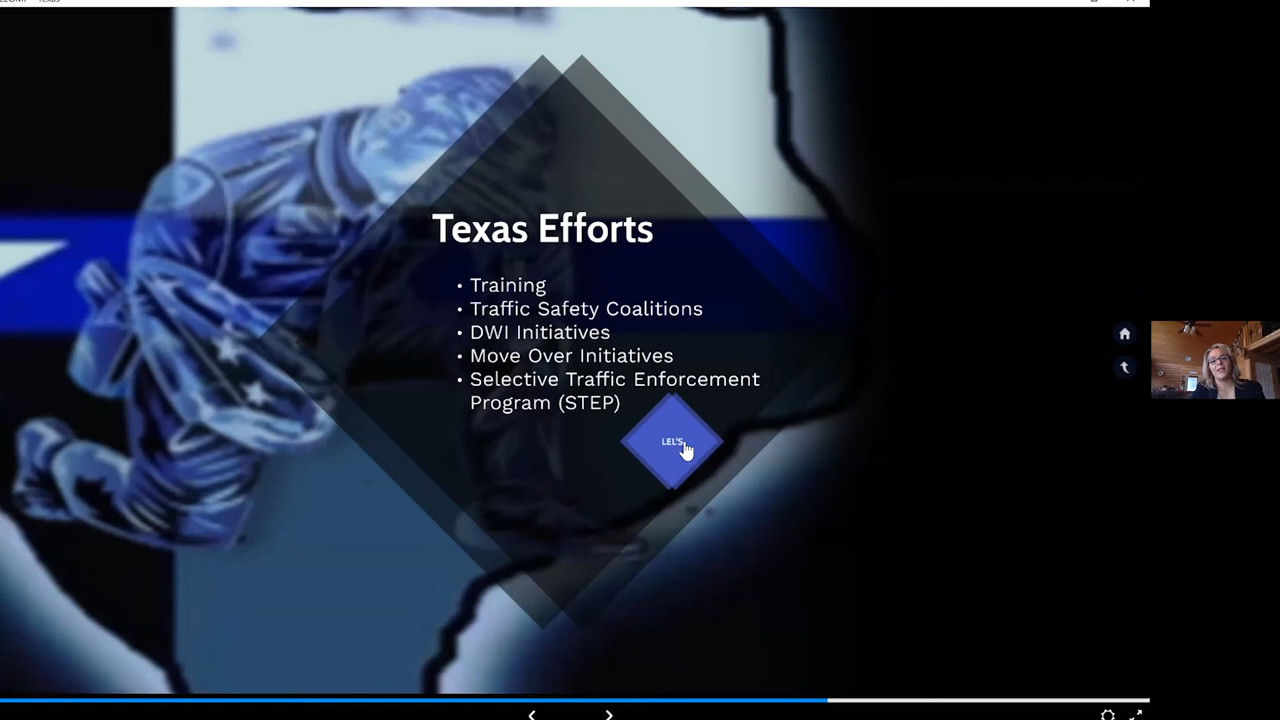 Texas Efforts
• Training
• Traffic Safety Coalitions
• DWI Initiatives
• Move Over Initiatives
• Selective Traffic Enforcement
Program (STEP)
LEL'S